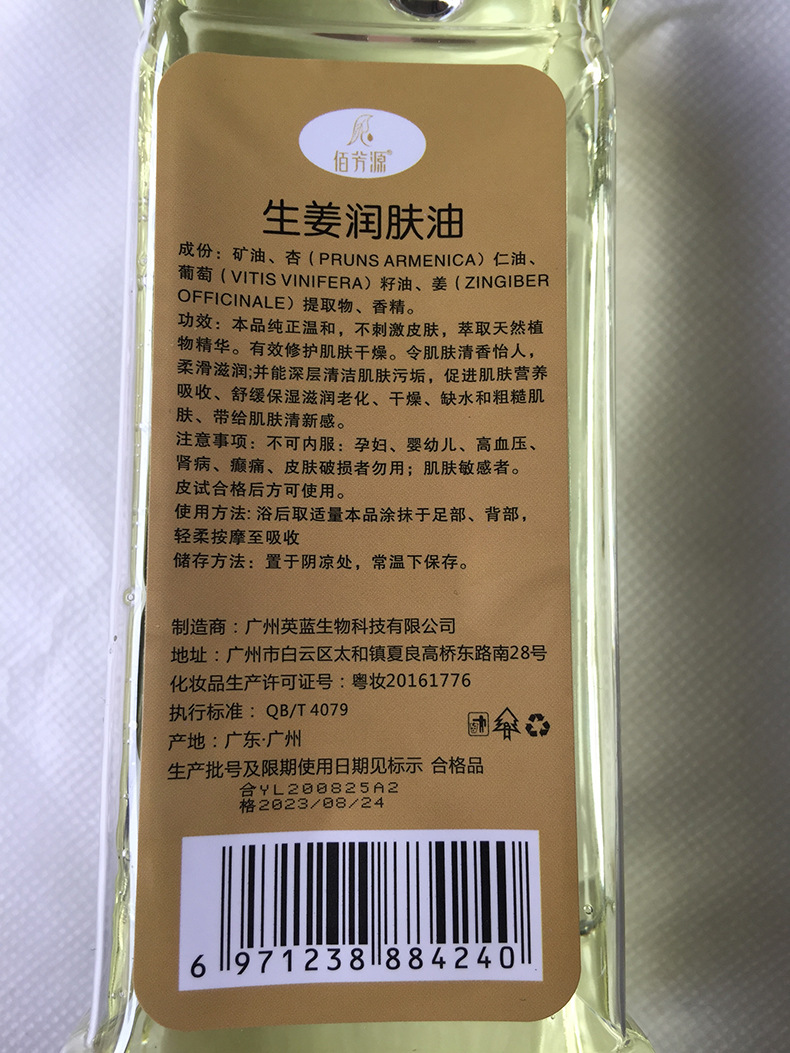 佰芳源®
生姜润肤油
成份：矿油、杏（PRUNS ARMENICA）仁油、
葡萄（VITIS VINIFERA）籽油、姜（ZINGIBER
OFFICINALE）提取物、香精。
功效：本品纯正温和，不刺激皮肤，萃取天然植
物精华。有效修护肌肤干燥。令肌肤清香怡人，
柔滑滋润;并能深层清洁肌肤污垢，促进肌肤营养
吸收、舒缓保湿滋润老化、干燥、缺水和粗糙肌
肤、带给肌肤清新感。
注意事项：不可内服：孕妇、婴幼儿、高血压、
肾病、癫痫、皮肤破损者勿用；肌肤敏感者。
皮试合格后方可使用。
使用方法:浴后取适量本品涂抹于足部、背部，
轻柔按摩至吸收
储存方法：置于阴凉处，常温下保存。
制造商：广州英蓝生物科技有限公司
地址：广州市白云区太和镇夏良高桥东路南28号
化妆品生产许可证号：粤妆20161776
执行标准： QB/T 4079
产地：广东·广州
生产批号及限期使用日期见标示 合格品
合YL200825A2
格2023/08/24
6 971238 884240